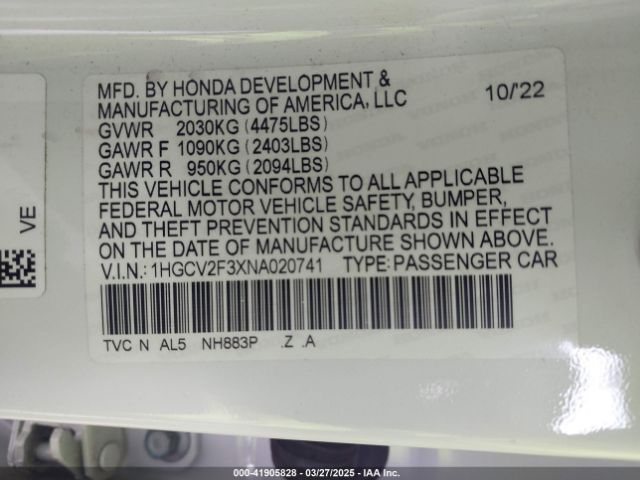 MFD. BY HONDA DEVELOPMENT &
MANUFACTURING OF AMERICA, LLC 10/'22
GVWR 2030KG (4475LBS)
GAWR F 1090KG (2403LBS)
GAWR R 950KG (2094LBS)
THIS VEHICLE CONFORMS TO ALL APPLICABLE
FEDERAL MOTOR VEHICLE SAFETY, BUMPER,
AND THEFT PREVENTION STANDARDS IN EFFECT
ON THE DATE OF MANUFACTURE SHOWN ABOVE.
V.I.N.: 1HGCV2F3XNA020741 TYPE: PASSENGER CAR
TVC N AL5 NH883P .Z .A
VE
000-41905828 - 03/27/2025 - IAA Inc.